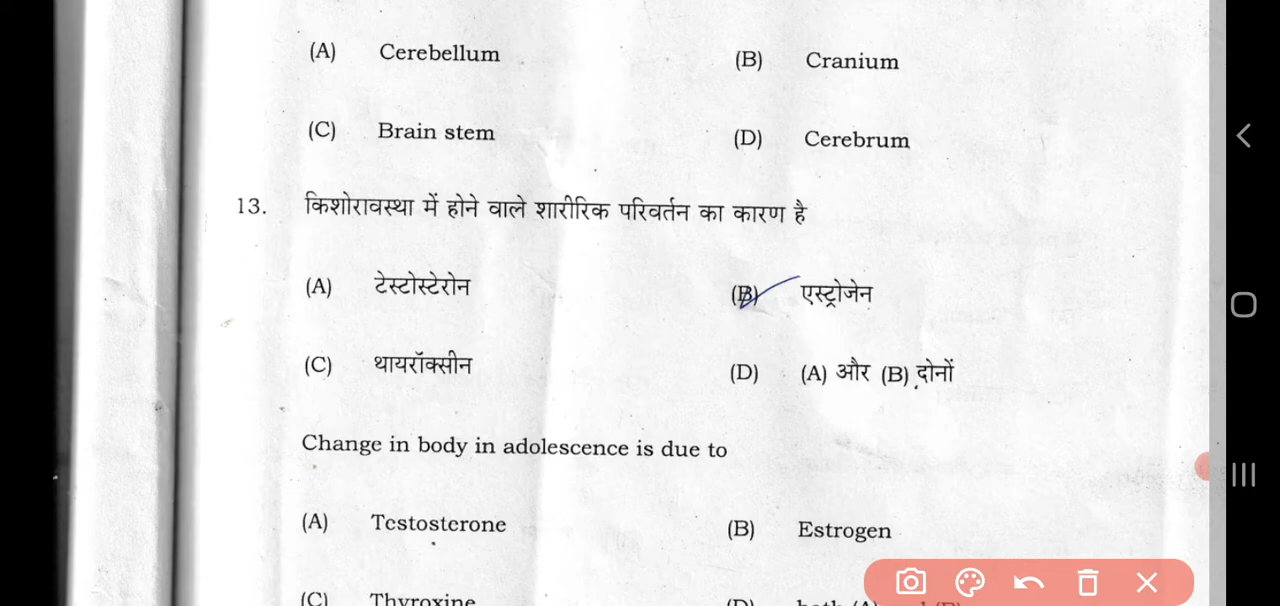 (A) Cerebellum (B) Cranium
(C) Brain stem (D) Cerebrum
13. किशोरावस्था में होने वाले शारीरिक परिवर्तन का कारण है
(A) टेस्टोस्टेरोन (B) एस्ट्रोजेन
(C) थायरॉक्सीन (D) (A) और (B) दोनों
Change in body in adolescence is due to
(A) Testosterone (B) Estrogen
(C) Thyroxine (D)